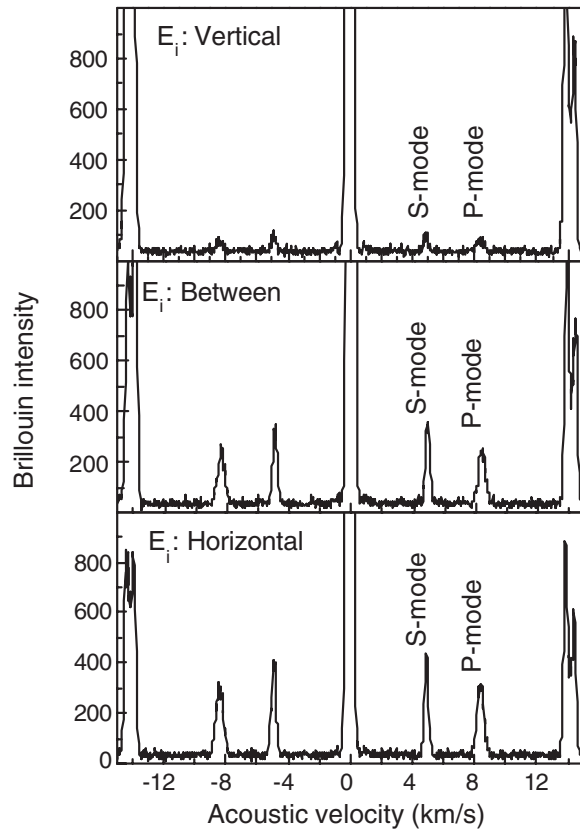 E_i: Vertical
800
600
400
200
S-mode
P-mode
E_i: Between
800
600
400
200
S-mode
P-mode
E_i: Horizontal
800
600
400
200
0
S-mode
P-mode
Brillouin intensity
-12 -8 -4 0 4 8 12
Acoustic velocity (km/s)